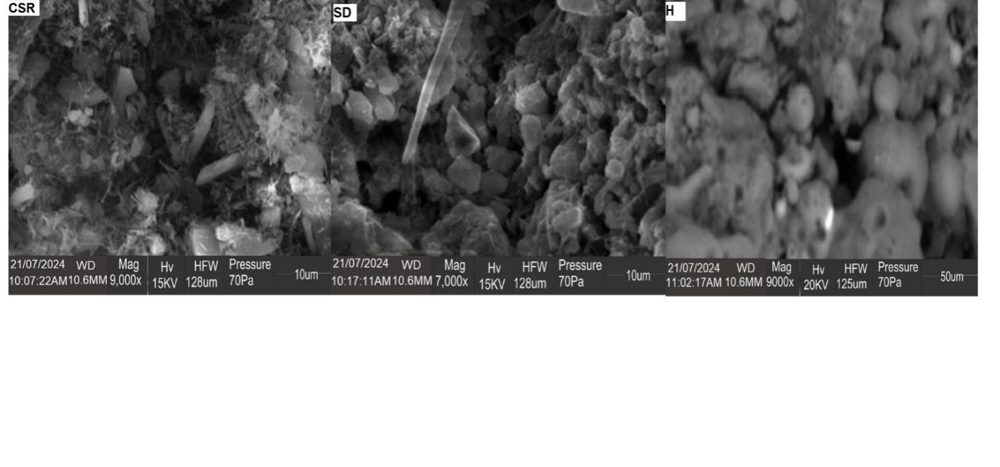 CSR
SD
H
21/07/2024 WD Mag Hv HFW Pressure 10um
10:07:22AM 10.6MM 9,000x 15KV 128um 70Pa
21/07/2024 WD Mag Hv HFW Pressure 10um
10:17:11AM 10.6MM 7,000x 15KV 128um 70Pa
21/07/2024 WD Mag Hv HFW Pressure 50um
11:02:17AM 10.6MM 9000x 20KV 125um 70Pa